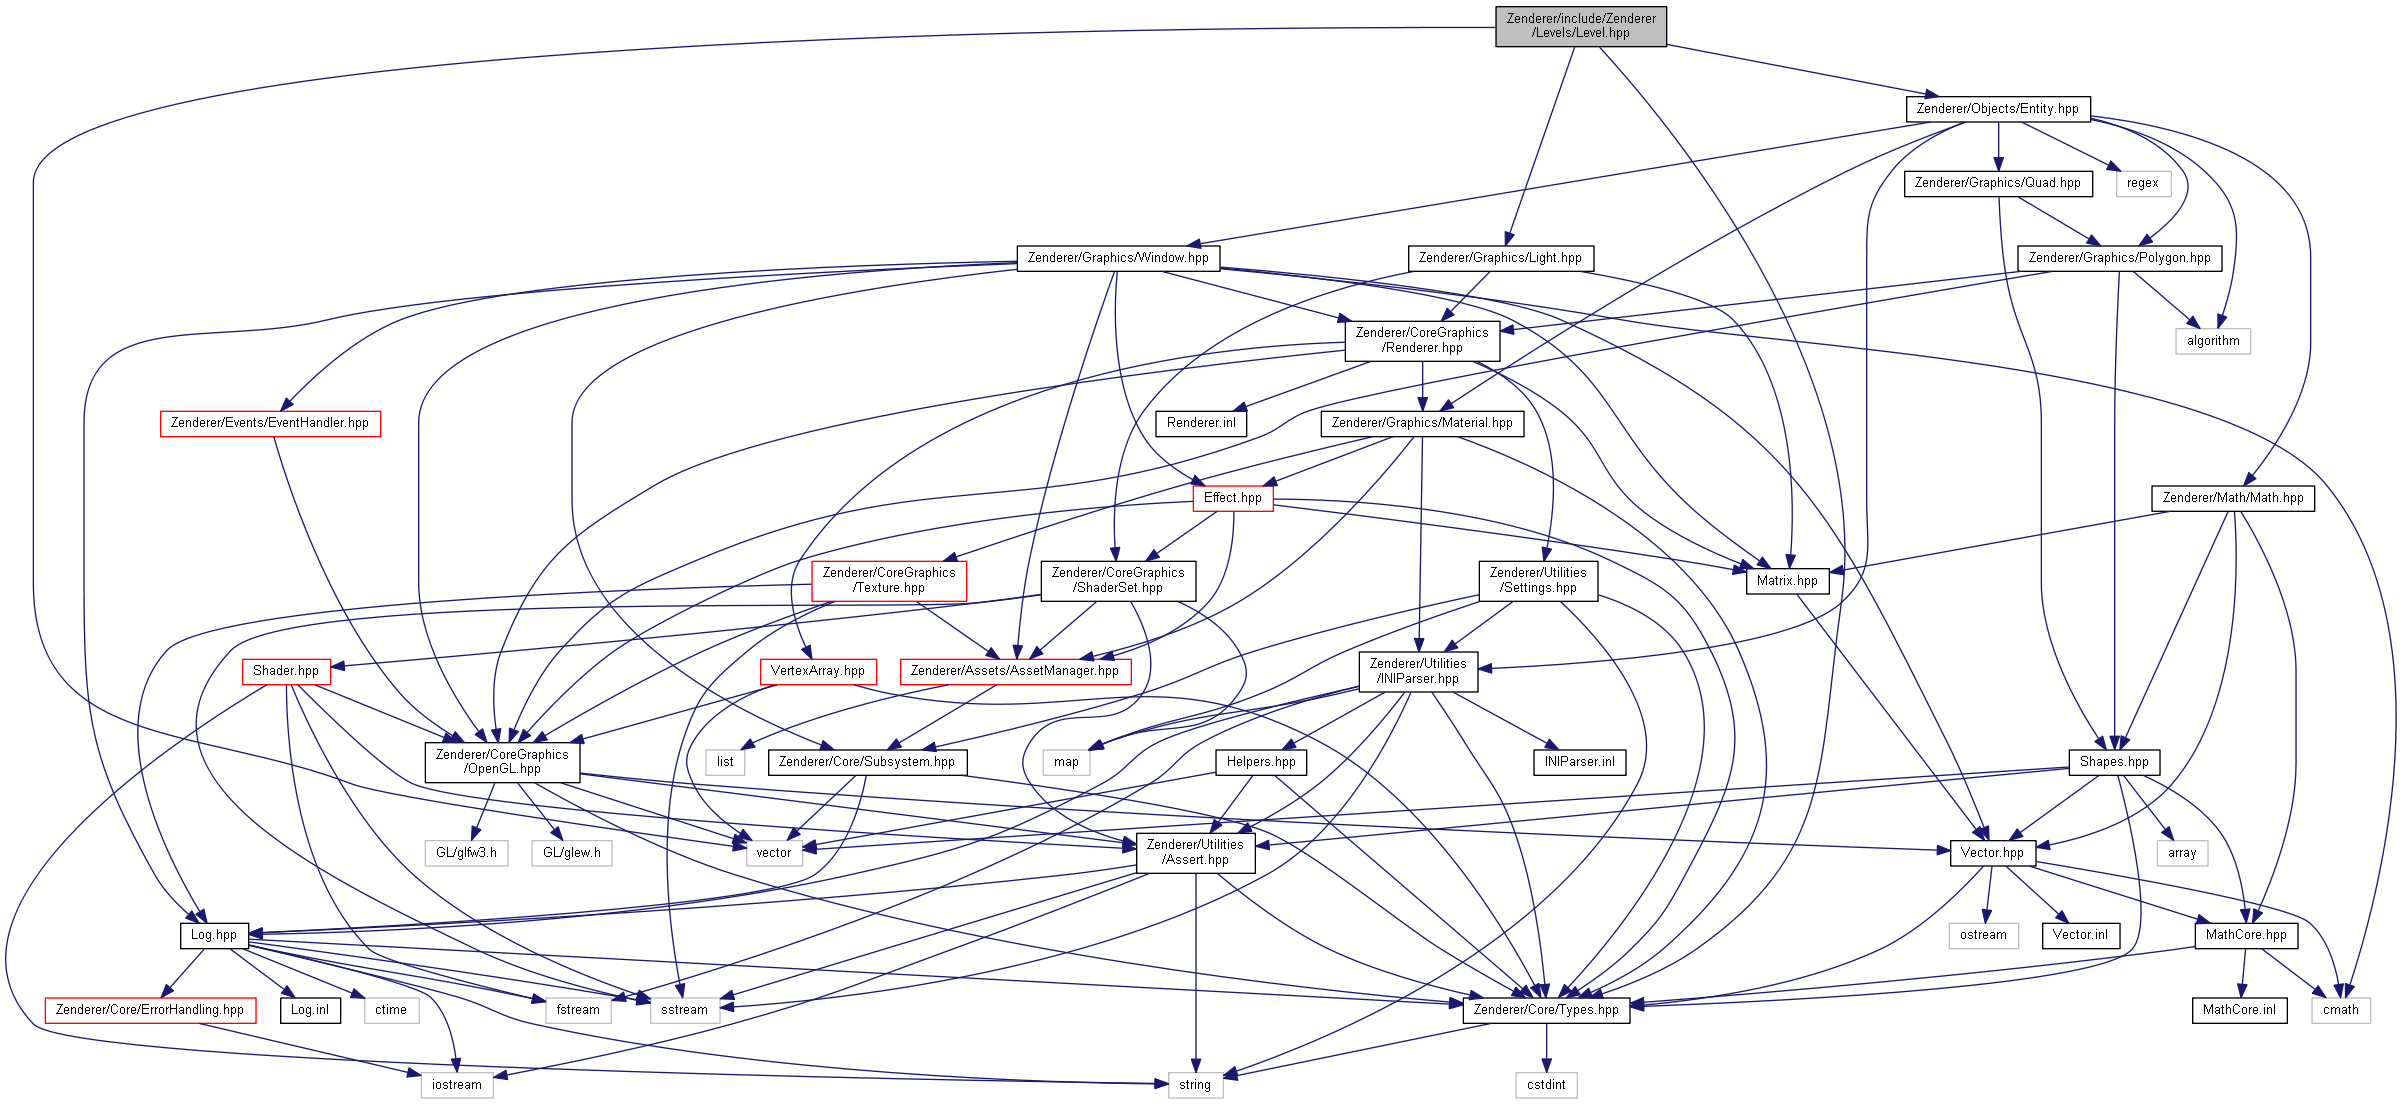 Zenderer/include/Zenderer
/Levels/Level.hpp
Zenderer/Objects/Entity.hpp
Zenderer/Graphics/Quad.hpp
regex
Zenderer/Graphics/Window.hpp
Zenderer/Graphics/Light.hpp
Zenderer/Graphics/Polygon.hpp
Zenderer/CoreGraphics
/Renderer.hpp
algorithm
Zenderer/Events/EventHandler.hpp
Renderer.inl
Zenderer/Graphics/Material.hpp
Effect.hpp
Zenderer/Math/Math.hpp
Zenderer/CoreGraphics
/Texture.hpp
Zenderer/CoreGraphics
/ShaderSet.hpp
Zenderer/Utilities
/Settings.hpp
Matrix.hpp
Shader.hpp
VertexArray.hpp
Zenderer/Assets/AssetManager.hpp
Zenderer/Utilities
/INIParser.hpp
Zenderer/CoreGraphics
/OpenGL.hpp
list
Zenderer/Core/Subsystem.hpp
map
Helpers.hpp
INIParser.inl
Shapes.hpp
GL/glfw3.h
GL/glew.h
vector
Zenderer/Utilities
/Assert.hpp
Vector.hpp
array
Log.hpp
ostream
Vector.inl
MathCore.hpp
Zenderer/Core/ErrorHandling.hpp
Log.inl
ctime
fstream
sstream
Zenderer/Core/Types.hpp
MathCore.inl
cmath
iostream
string
cstdint